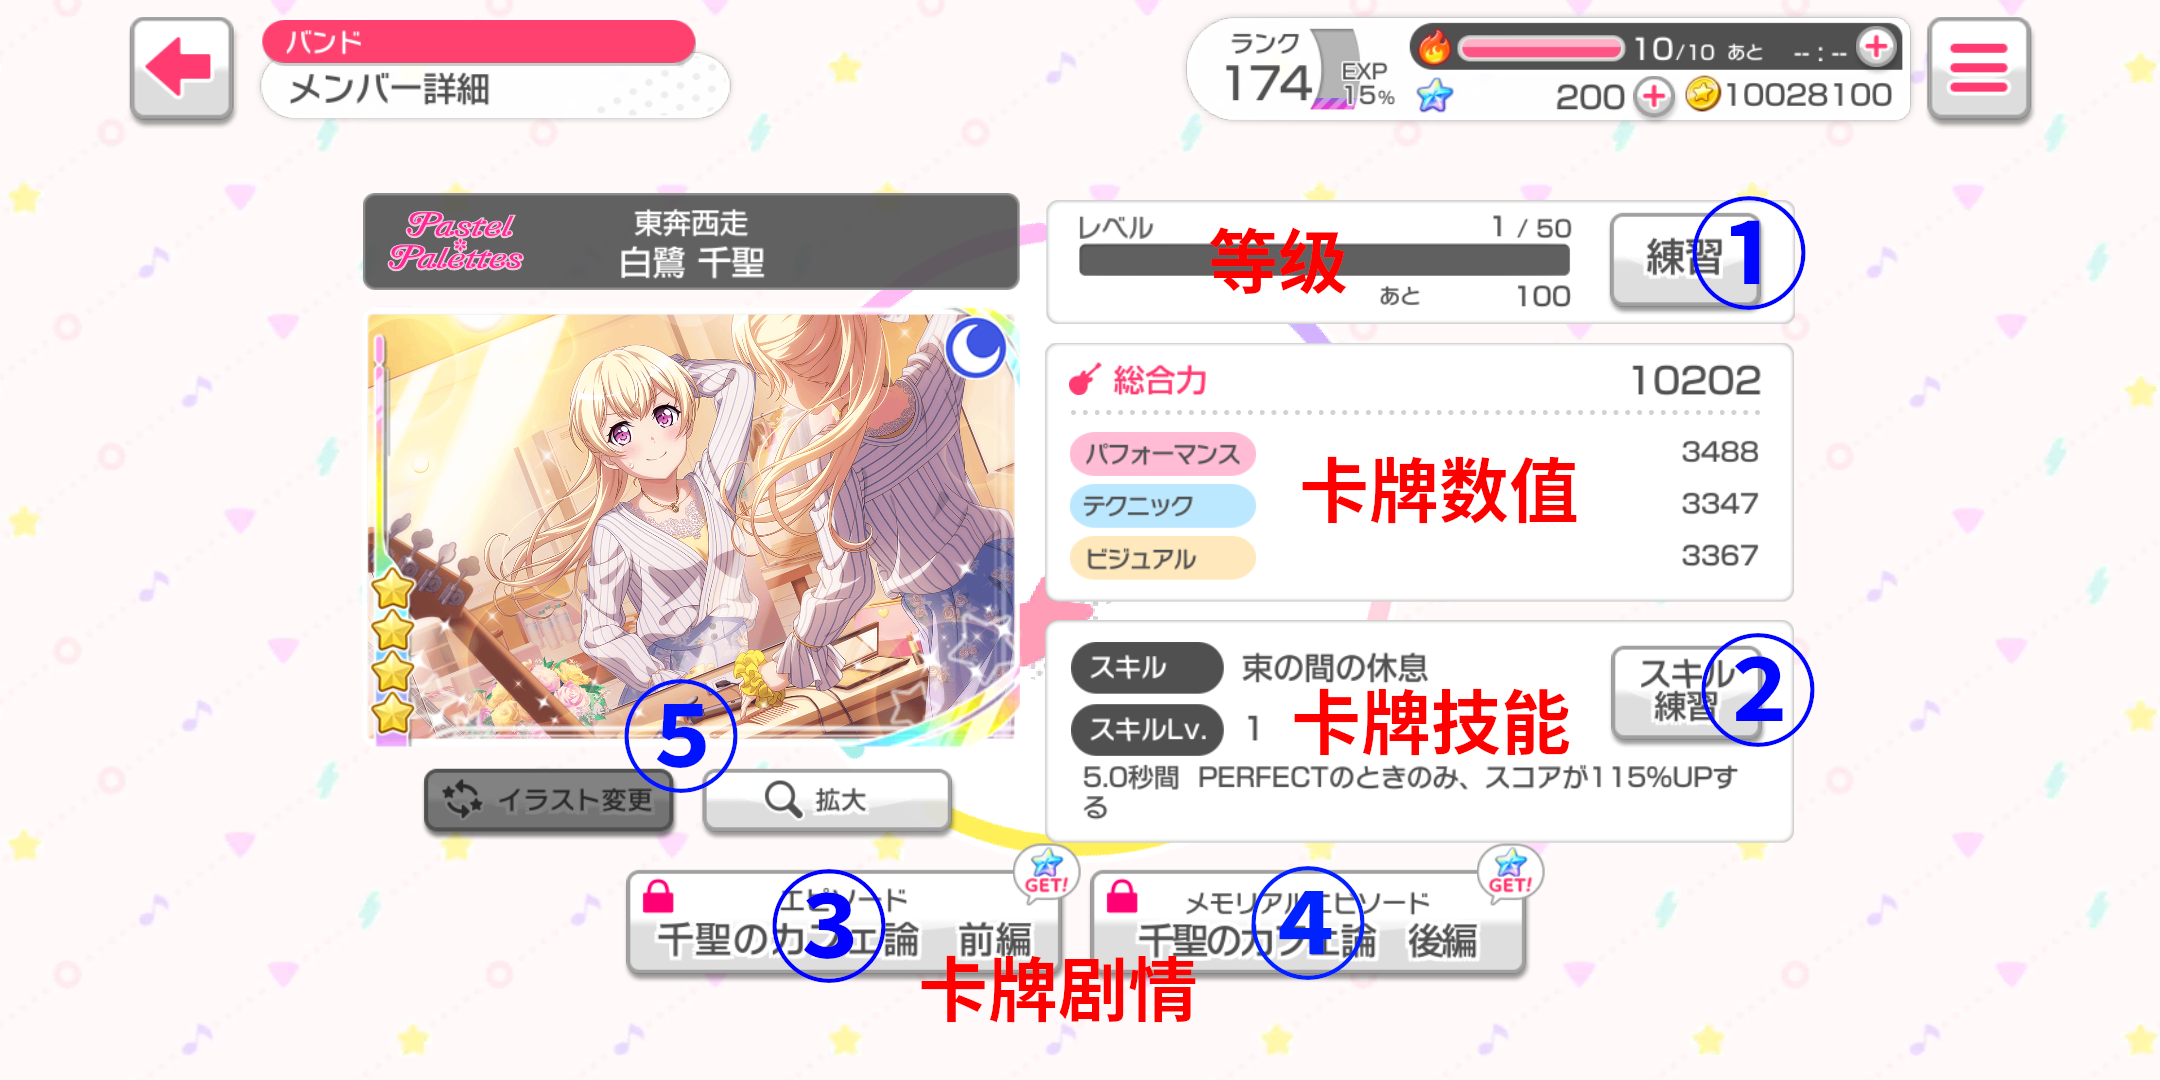 バンド
メンバー詳細
ランク
174
EXP
15%
10/10 あと --:--
200
10028100
Pastel
Palettes
東奔西走
白鷺 千聖
レベル
1 / 50
等级
あと 100
練習
1
総合力
10202
パフォーマンス
3488
テクニック
3347
ビジュアル
3367
卡牌数值
スキル
束の間の休息
スキルLv.
1
卡牌技能
スキル
練習
2
5.0秒間 PERFECTのときのみ、スコアが115%UPす
る
5
イラスト変更
拡大
GET!
エピソード
千聖のカフェ論 前編
3
GET!
メモリアルエピソード
千聖のカフェ論 後編
4
卡牌剧情